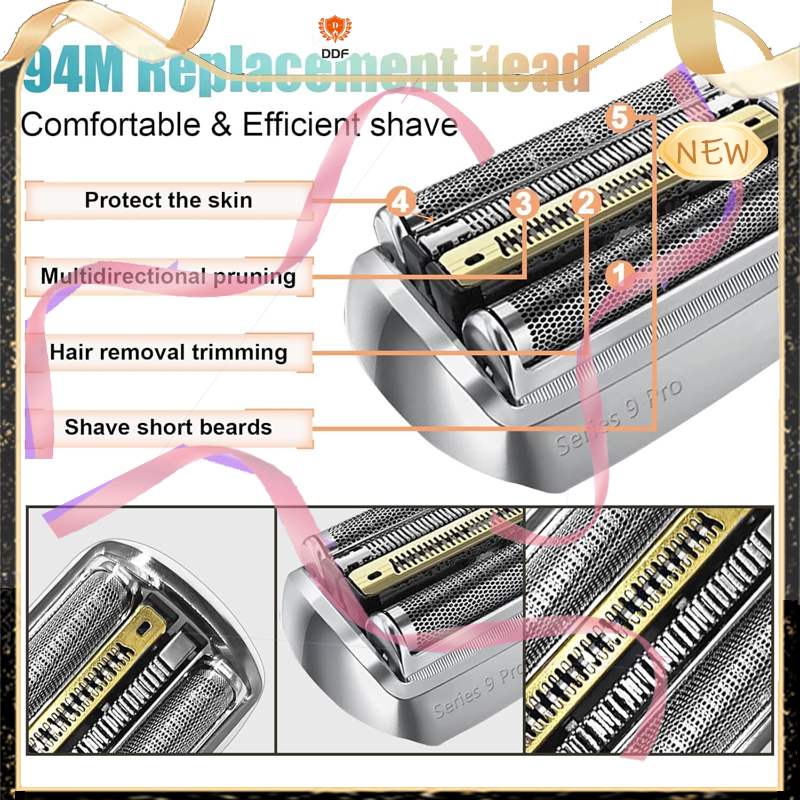 DDF
94M Replacement Head
Comfortable & Efficient shave
5
NEW
Protect the skin
4
3
2
Multidirectional pruning
1
Hair removal trimming
Shave short beards
Series 9 Pro
Series 9 Pro